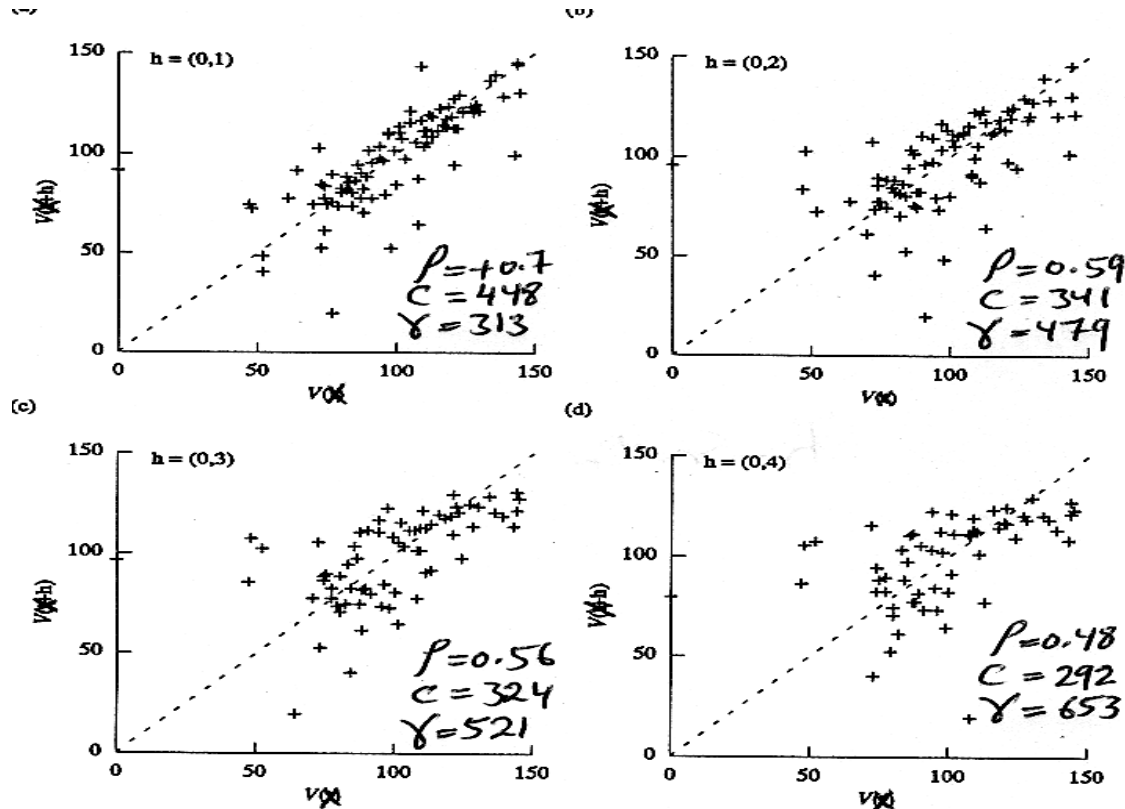 (b)
150
h = (0,1)
100
50
0
0 50 100 150
ρ = +0.7
C = 448
γ = 313
150
h = (0,2)
100
50
0
0 50 100 150
ρ = 0.59
C = 341
γ = 479
(c)
150
h = (0,3)
100
50
0
0 50 100 150
ρ = 0.56
C = 324
γ = 521
(d)
150
h = (0,4)
100
50
0
0 50 100 150
ρ = 0.48
C = 292
γ = 653